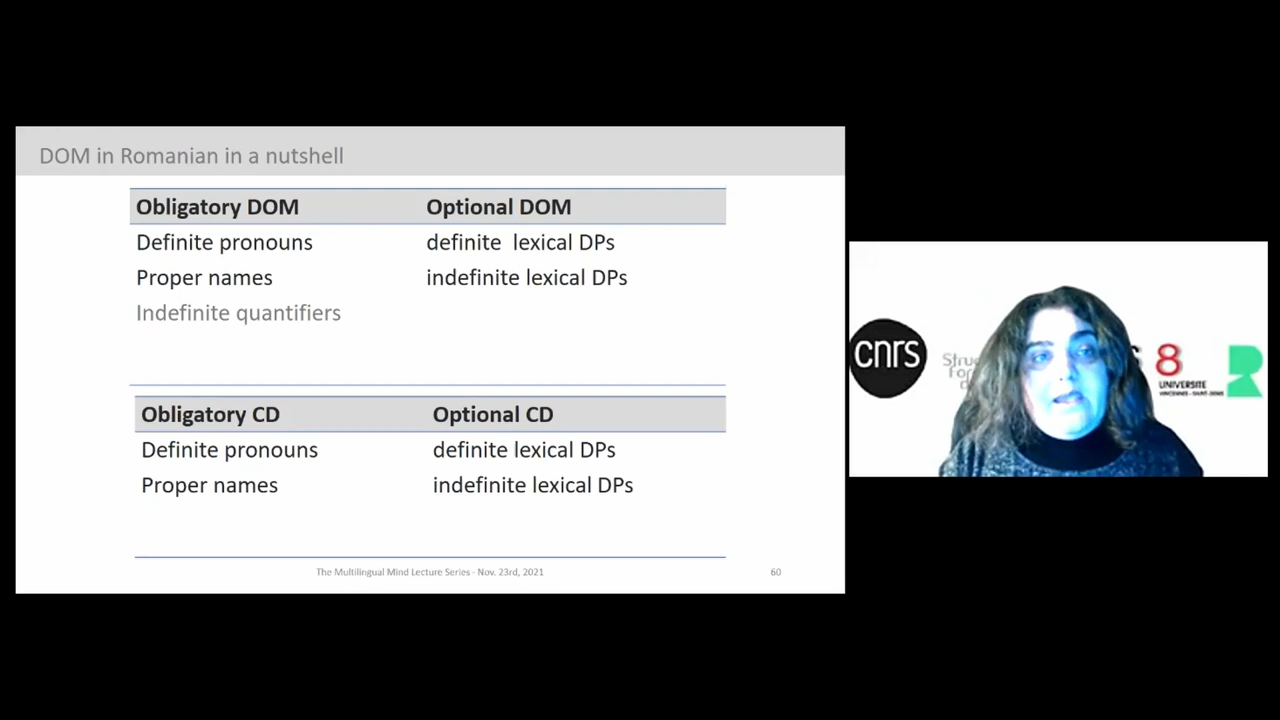 DOM in Romanian in a nutshell
Obligatory DOM Optional DOM
Definite pronouns definite lexical DPs
Proper names indefinite lexical DPs
Indefinite quantifiers
Obligatory CD Optional CD
Definite pronouns definite lexical DPs
Proper names indefinite lexical DPs
The Multilingual Mind Lecture Series - Nov. 23rd, 2021 60
cnrs
8
UNIVERSITE
VINCENNES - SAINT-DENIS